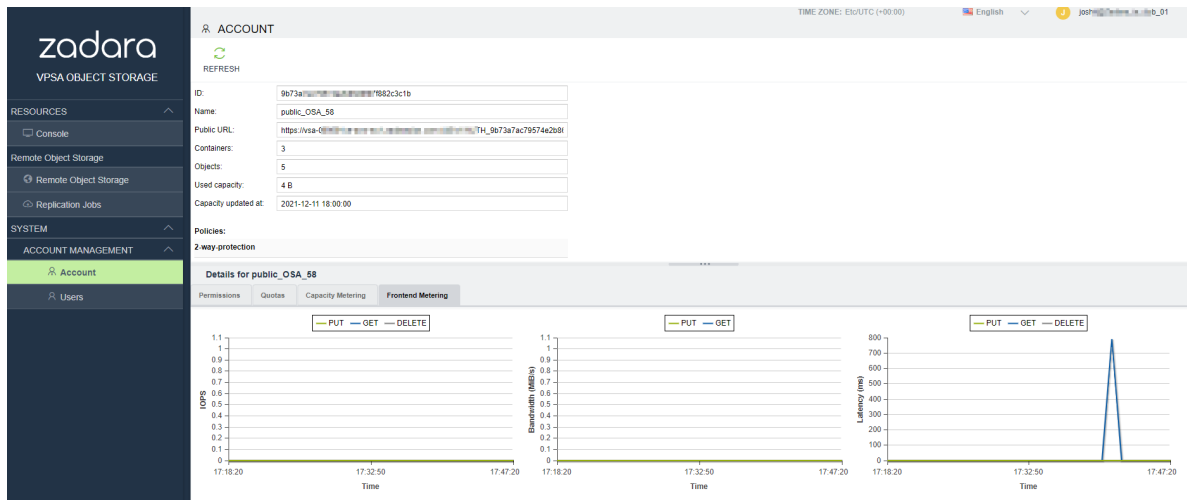 TIME ZONE: Etc/UTC (+00:00) English J
zadara
VPSA OBJECT STORAGE
RESOURCES
Console
Remote Object Storage
Remote Object Storage
Replication Jobs
SYSTEM
ACCOUNT MANAGEMENT
Account
Users
ACCOUNT
REFRESH
ID:
Name: public_OSA_58
Public URL:
Containers: 3
Objects: 5
Used capacity: 4 B
Capacity updated at: 2021-12-11 18:00:00
Policies:
2-way-protection
Details for public_OSA_58
Permissions Quotas Capacity Metering Frontend Metering
PUT GET DELETE
1.1
1
0.9
0.8
0.7
0.6
0.5
0.4
0.3
0.2
0.1
0
IOPS
17:18:20 17:32:50 17:47:20
Time
PUT GET
1.1
1
0.9
0.8
0.7
0.6
0.5
0.4
0.3
0.2
0.1
0
Bandwidth (MiB/s)
17:18:20 17:32:50 17:47:20
Time
PUT GET DELETE
800
700
600
500
400
300
200
100
0
Latency (ms)
17:18:20 17:32:50 17:47:20
Time